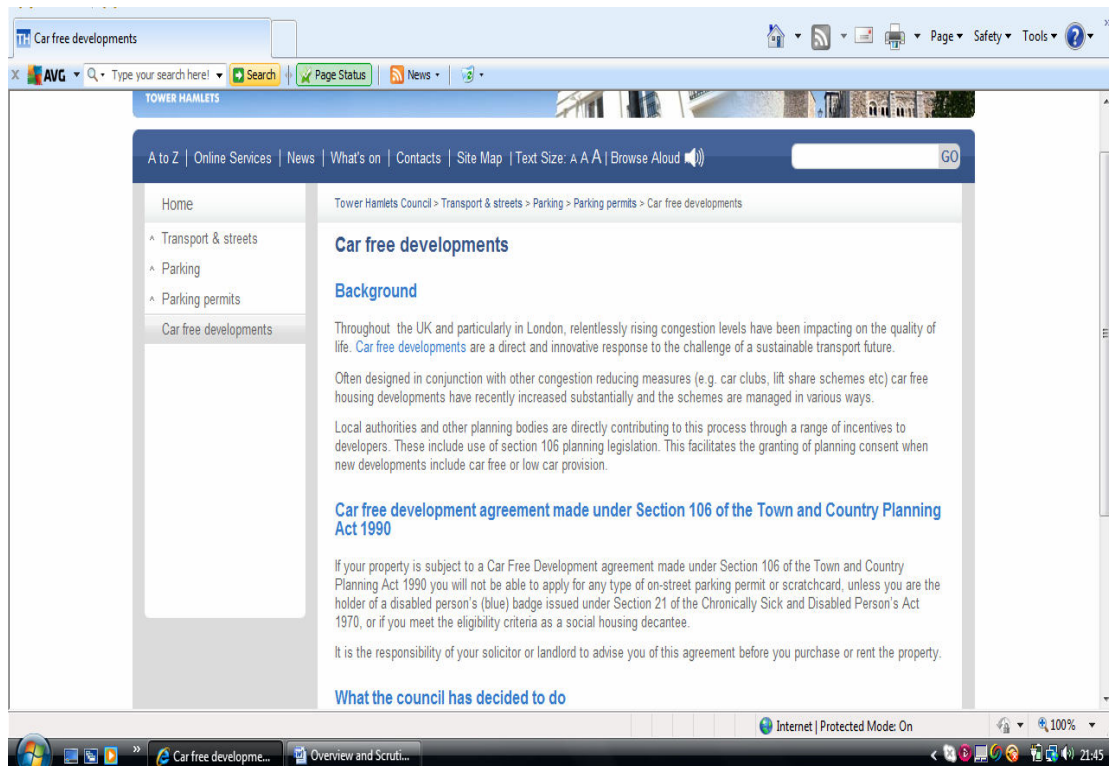 Car free developments
Page Safety Tools
X AVG Type your search here! Search Page Status News
TOWER HAMLETS
A to Z | Online Services | News | What's on | Contacts | Site Map | Text Size: A A A | Browse Aloud GO
Home
^ Transport & streets
^ Parking
^ Parking permits
Car free developments
Tower Hamlets Council > Transport & streets > Parking > Parking permits > Car free developments
Car free developments
Background
Throughout the UK and particularly in London, relentlessly rising congestion levels have been impacting on the quality of
life. Car free developments are a direct and innovative response to the challenge of a sustainable transport future.
Often designed in conjunction with other congestion reducing measures (e.g. car clubs, lift share schemes etc) car free
housing developments have recently increased substantially and the schemes are managed in various ways.
Local authorities and other planning bodies are directly contributing to this process through a range of incentives to
developers. These include use of section 106 planning legislation. This facilitates the granting of planning consent when
new developments include car free or low car provision.
Car free development agreement made under Section 106 of the Town and Country Planning
Act 1990
If your property is subject to a Car Free Development agreement made under Section 106 of the Town and Country
Planning Act 1990 you will not be able to apply for any type of on-street parking permit or scratchcard, unless you are the
holder of a disabled person's (blue) badge issued under Section 21 of the Chronically Sick and Disabled Person's Act
1970, or if you meet the eligibility criteria as a social housing decantee.
It is the responsibility of your solicitor or landlord to advise you of this agreement before you purchase or rent the property.
What the council has decided to do
Internet | Protected Mode: On 100%
Car free developme... Overview and Scruti... 21:45